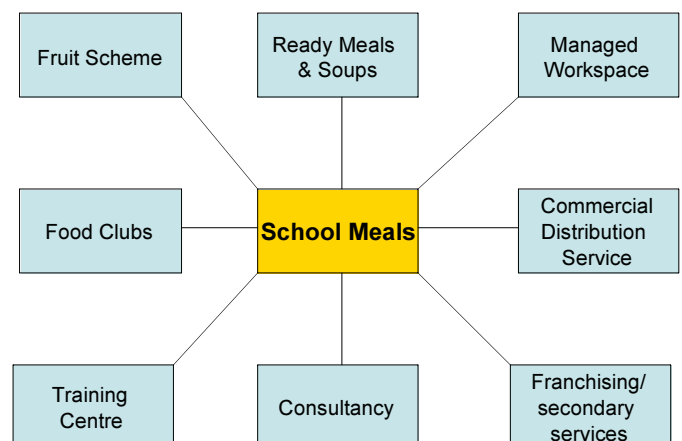 Fruit Scheme
Ready Meals
& Soups
Managed
Workspace
Food Clubs
School Meals
Commercial
Distribution
Service
Training
Centre
Consultancy
Franchising/
secondary
services